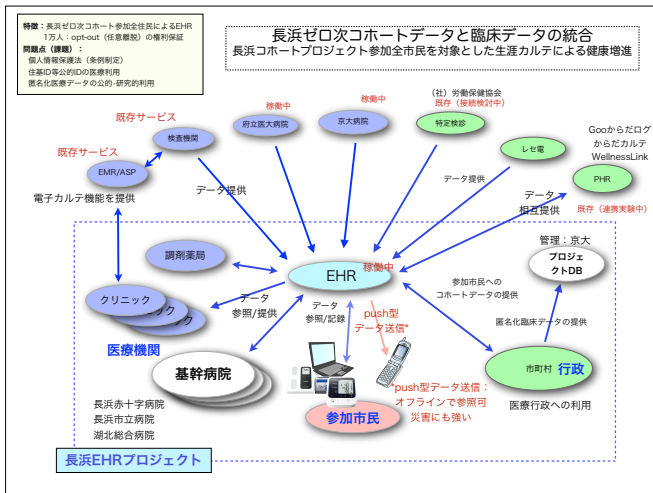 特徴：長浜ゼロ次コホート参加全住民によるEHR
1万人：opt-out（任意離脱）の権利保証
問題点（課題）：
個人情報保護法（条例制定）
住基ID等公的IDの医療利用
匿名化医療データの公的･研究的利用
長浜ゼロ次コホートデータと臨床データの統合
長浜コホートプロジェクト参加全市民を対象とした生涯カルテによる健康増進
既存サービス
検査機関
既存サービス
EMR/ASP
電子カルテ機能を提供
稼働中
府立医大病院
稼働中
京大病院
（社）労働保健協会
既存（接続検討中）
特定検診
レセ電
Gooからだログ
からだカルテ
WellnessLink
PHR
既存（連携実験中）
データ提供
データ提供
データ
相互提供
調剤薬局
EHR
稼働中
管理：京大
プロジェ
クトDB
クリニック
ニック
ック
医療機関
データ
参照/提供
データ
参照/記録
push型
データ送信*
参加市民への
コホートデータの提供
匿名化臨床データの提供
基幹病院
市町村
行政
医療行政への利用
*push型データ送信：
オフラインで参照可
災害にも強い
参加市民
長浜赤十字病院
長浜市立病院
湖北総合病院
長浜EHRプロジェクト